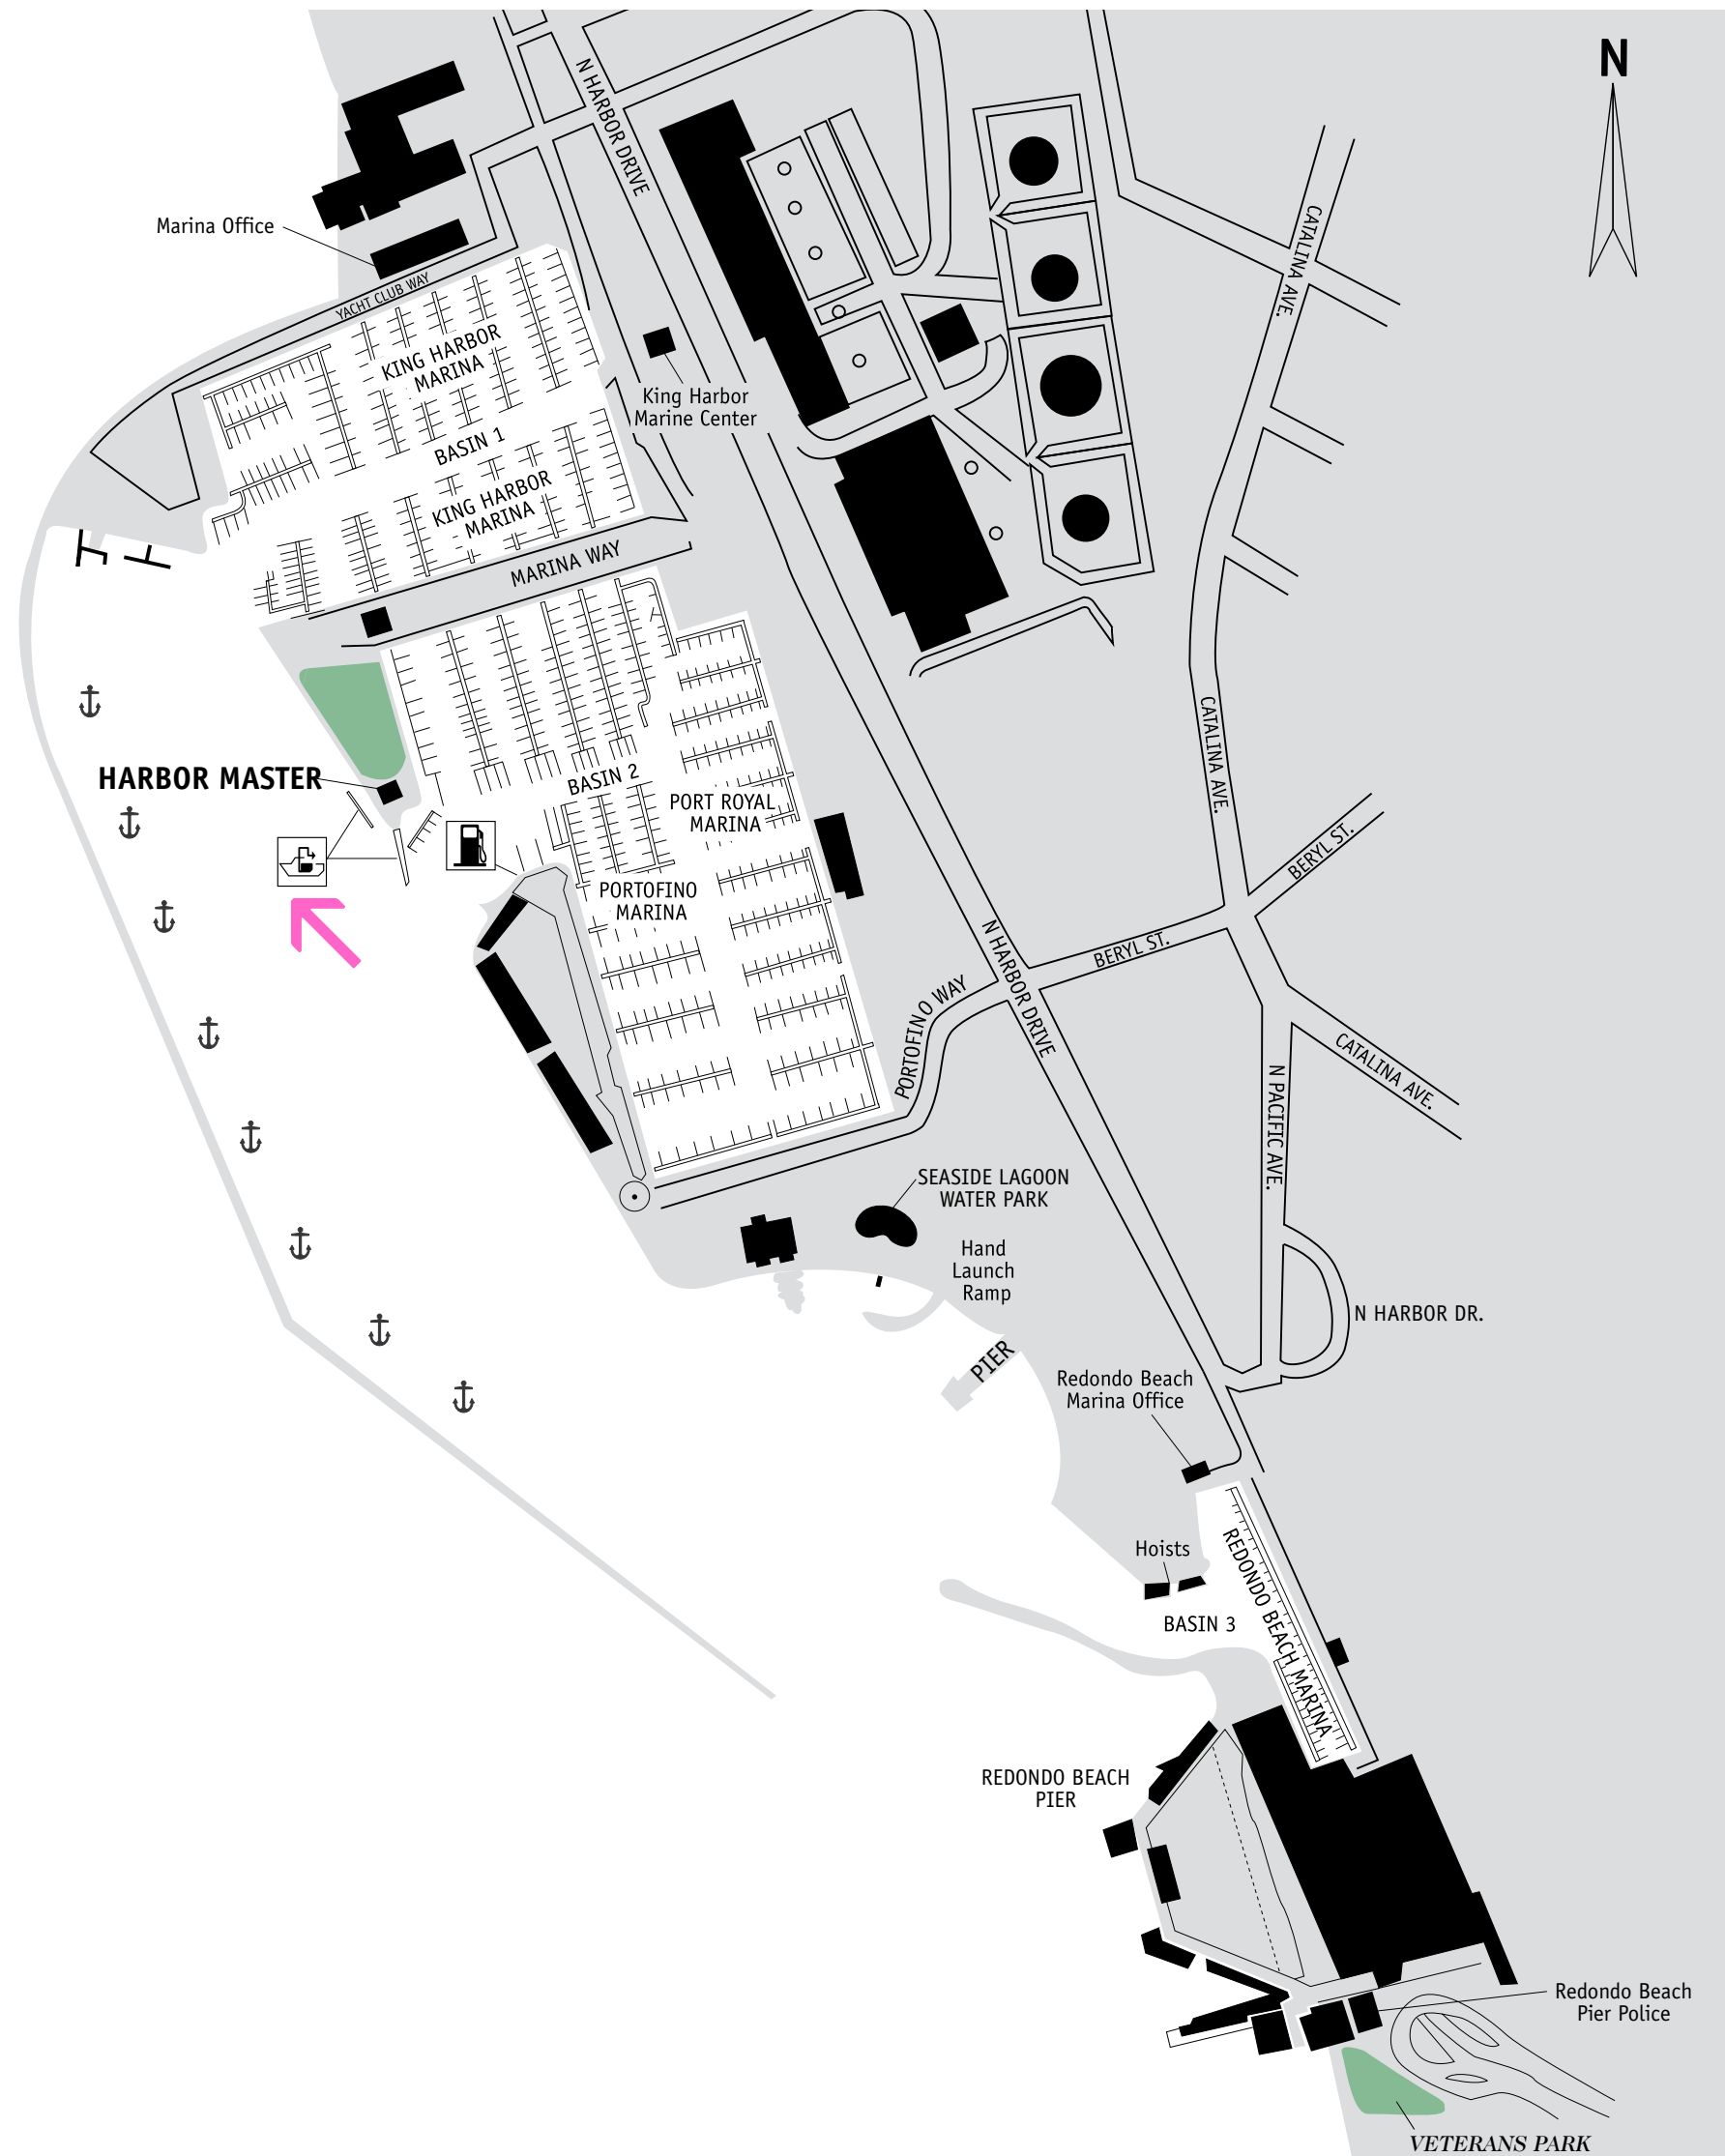 N
N HARBOR DRIVE
CATALINA AVE.
Marina Office
YACHT CLUB WAY
KING HARBOR
MARINA
King Harbor
Marine Center
BASIN 1
KING HARBOR
MARINA
MARINA WAY
CATALINA AVE.
HARBOR MASTER
BASIN 2
PORT ROYAL
MARINA
BERYL ST.
PORTOFINO
MARINA
N HARBOR DRIVE
BERYL ST.
PORTOFINO WAY
CATALINA AVE.
N PACIFIC AVE.
SEASIDE LAGOON
WATER PARK
Hand
Launch
Ramp
N HARBOR DR.
PIER
Redondo Beach
Marina Office
Hoists
REDONDO BEACH MARINA
BASIN 3
REDONDO BEACH
PIER
Redondo Beach
Pier Police
VETERANS PARK